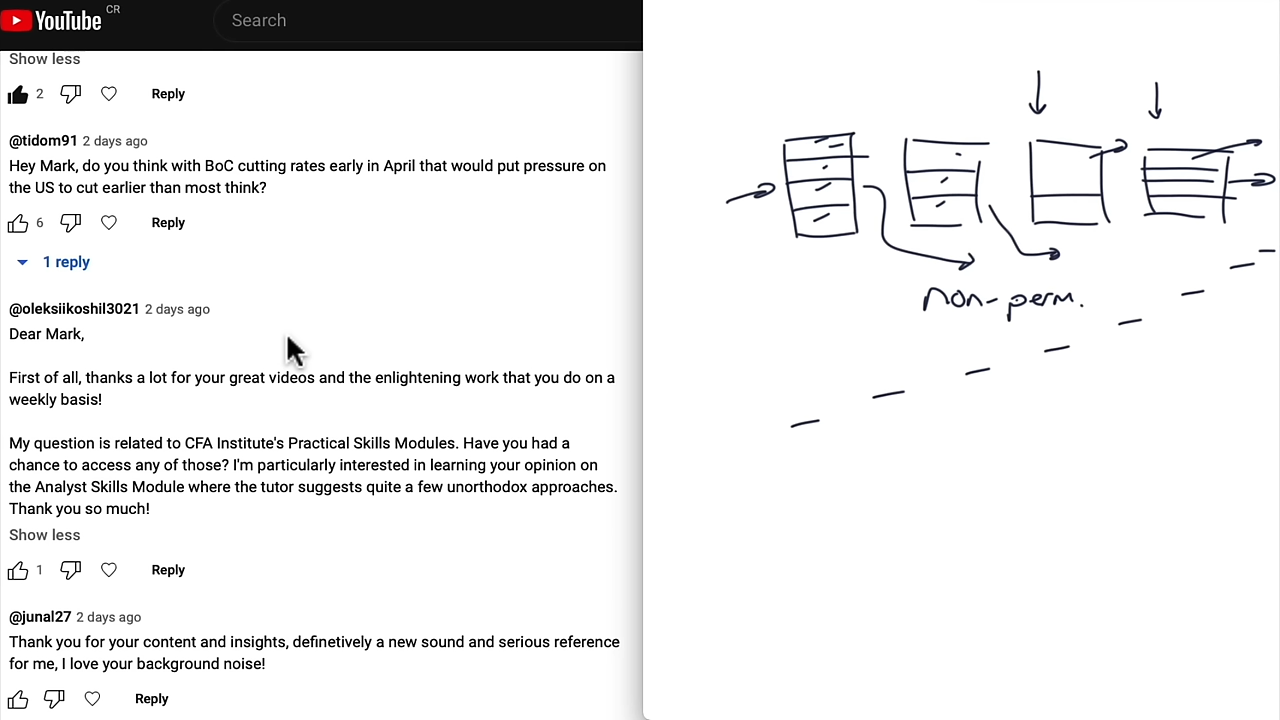 YouTube CR
Search
Show less
2 Reply
@tidom91 2 days ago
Hey Mark, do you think with BoC cutting rates early in April that would put pressure on
the US to cut earlier than most think?
6 Reply
1 reply
@oleksiikoshil3021 2 days ago
Dear Mark,
First of all, thanks a lot for your great videos and the enlightening work that you do on a
weekly basis!
My question is related to CFA Institute's Practical Skills Modules. Have you had a
chance to access any of those? I'm particularly interested in learning your opinion on
the Analyst Skills Module where the tutor suggests quite a few unorthodox approaches.
Thank you so much!
Show less
1 Reply
@junal27 2 days ago
Thank you for your content and insights, definetively a new sound and serious reference
for me, I love your background noise!
Reply
non-perm.